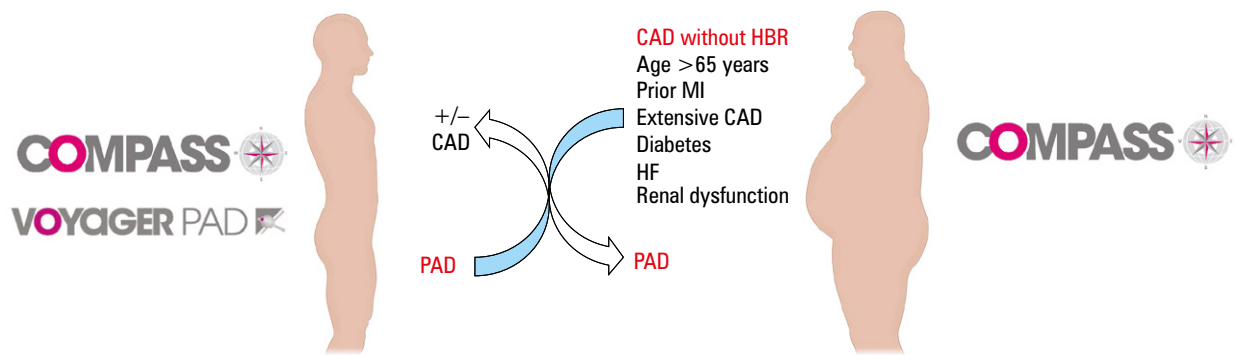 COMPASS
VOYAGER PAD
+/–
CAD
PAD
CAD without HBR
Age >65 years
Prior MI
Extensive CAD
Diabetes
HF
Renal dysfunction
PAD
COMPASS